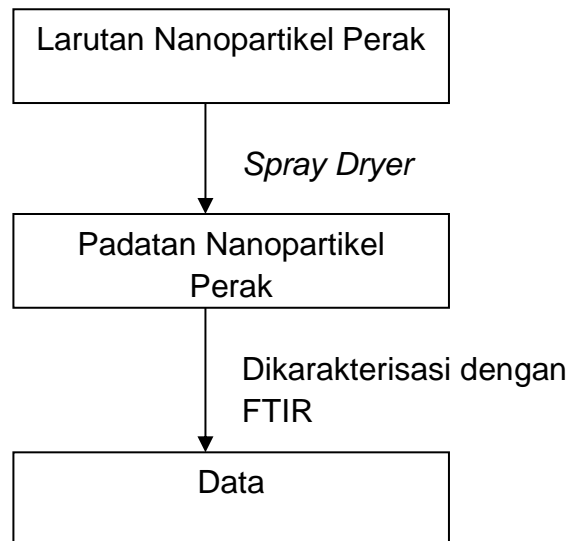 Larutan Nanopartikel Perak
Spray Dryer
Padatan Nanopartikel
Perak
Dikarakterisasi dengan
FTIR
Data